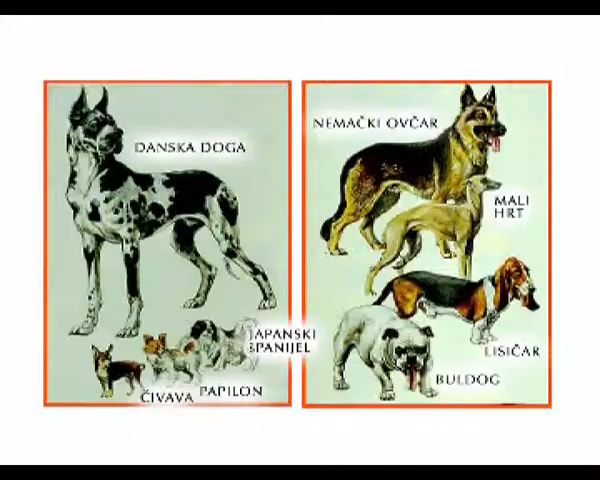 DANSKA DOGA
JAPANSKI
ŠPANIJEL
ČIVAVA
PAPILON
NEMAČKI OVČAR
MALI
HRT
LISIČAR
BULDOG